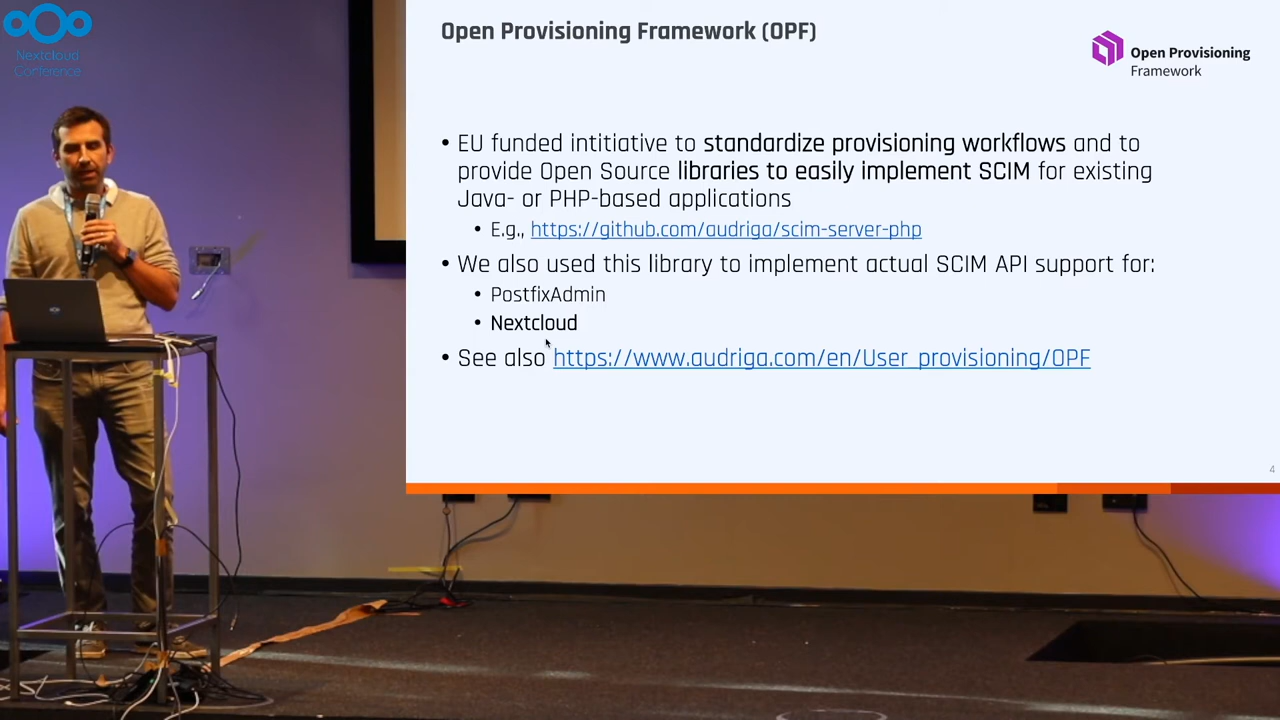 Nextcloud
Conference
Open Provisioning Framework (OPF)
Open Provisioning
Framework
• EU funded intitiative to standardize provisioning workflows and to
provide Open Source libraries to easily implement SCIM for existing
Java- or PHP-based applications
• E.g., https://github.com/audriga/scim-server-php
• We also used this library to implement actual SCIM API support for:
• PostfixAdmin
• Nextcloud
• See also https://www.audriga.com/en/User_provisioning/OPF
4